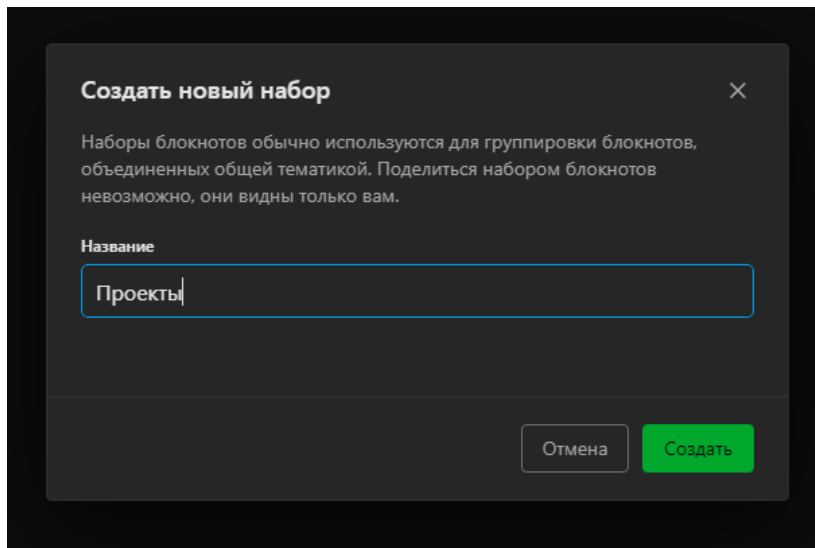 Создать новый набор
Наборы блокнотов обычно используются для группировки блокнотов,
объединенных общей тематикой. Поделиться набором блокнотов
невозможно, они видны только вам.
Название
Проекты
Отмена
Создать